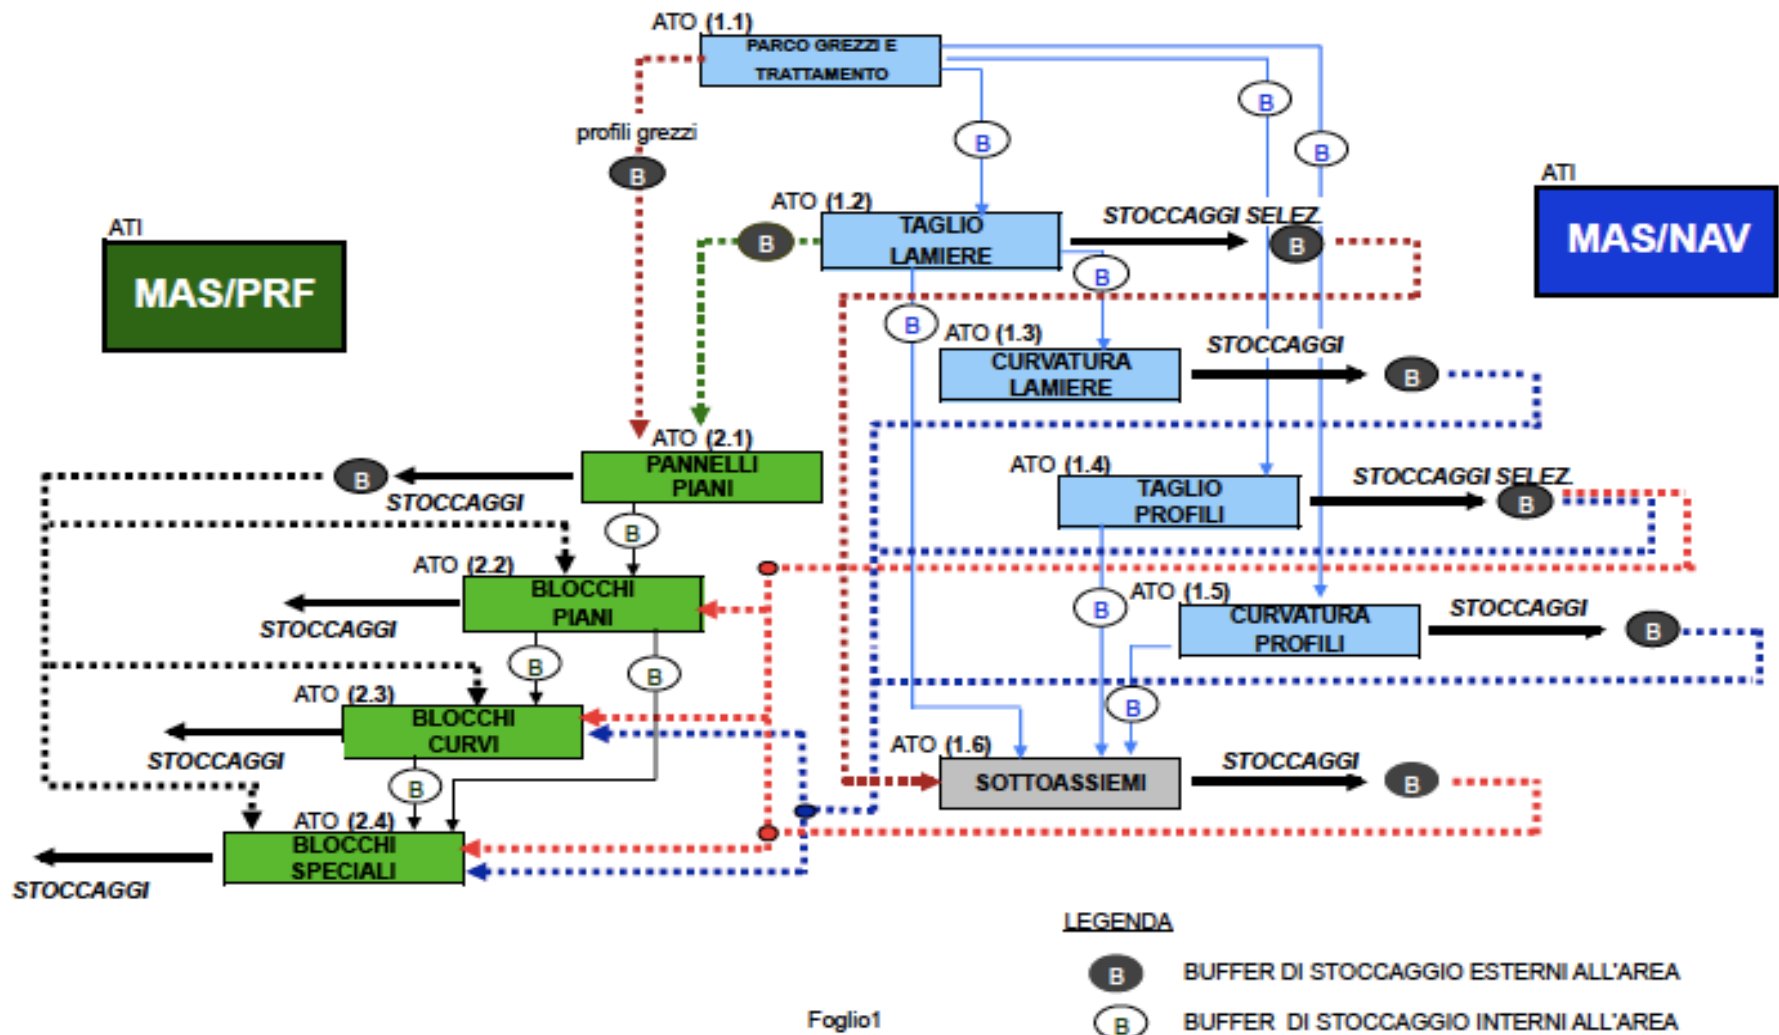 ATO (1.1)
PARCO GREZZI E
TRATTAMENTO
profili grezzi
B
B
B
B
ATI
MAS/PRF
ATI
MAS/NAV
ATO (1.2)
TAGLIO
LAMIERE
B
STOCCAGGI SELEZ.
B
B
B
ATO (1.3)
CURVATURA
LAMIERE
STOCCAGGI
B
ATO (2.1)
PANNELLI
PIANI
B
STOCCAGGI
B
ATO (1.4)
TAGLIO
PROFILI
STOCCAGGI SELEZ.
B
ATO (2.2)
BLOCCHI
PIANI
STOCCAGGI
B
B
B
ATO (1.5)
CURVATURA
PROFILI
STOCCAGGI
B
B
ATO (2.3)
BLOCCHI
CURVI
STOCCAGGI
B
ATO (1.6)
SOTTOASSIEMI
STOCCAGGI
B
ATO (2.4)
BLOCCHI
SPECIALI
STOCCAGGI
LEGENDA
B BUFFER DI STOCCAGGIO ESTERNI ALL'AREA
B BUFFER DI STOCCAGGIO INTERNI ALL'AREA
Foglio1